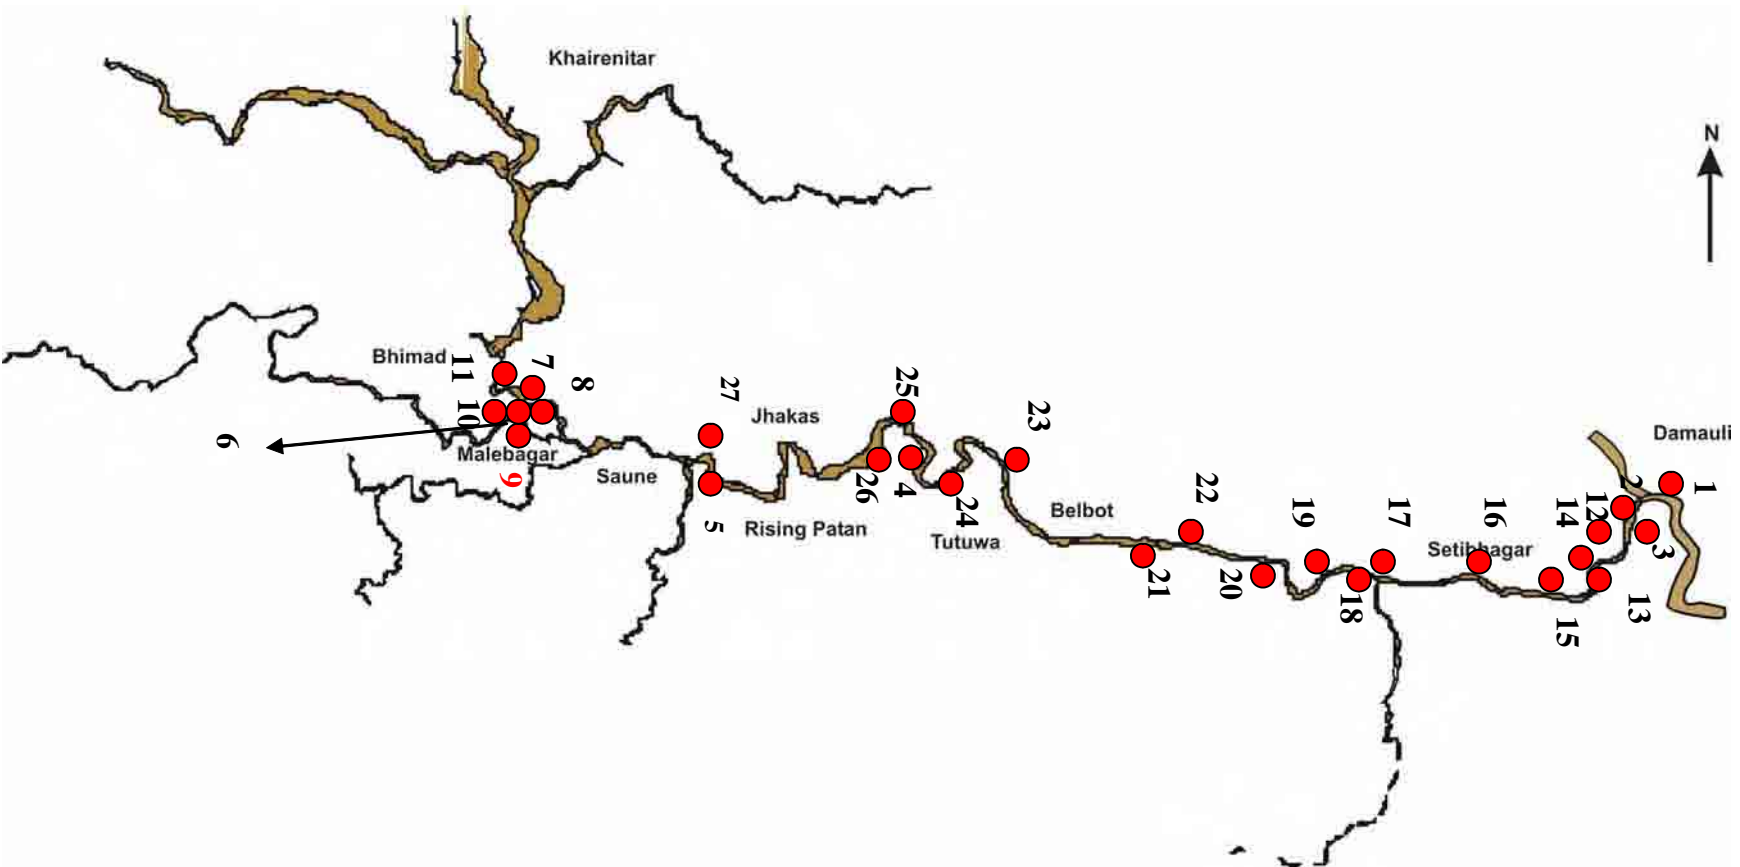 Khairenitar
N
Bhimad
11
7
8
10
6
Malebagar
9
Saune
27
5
Jhakas
Rising Patan
25
26
4
24
Tutuwa
23
Belbot
22
21
20
19
18
17
16
Setibhagar
14
12
2
1
3
13
15
Damauli